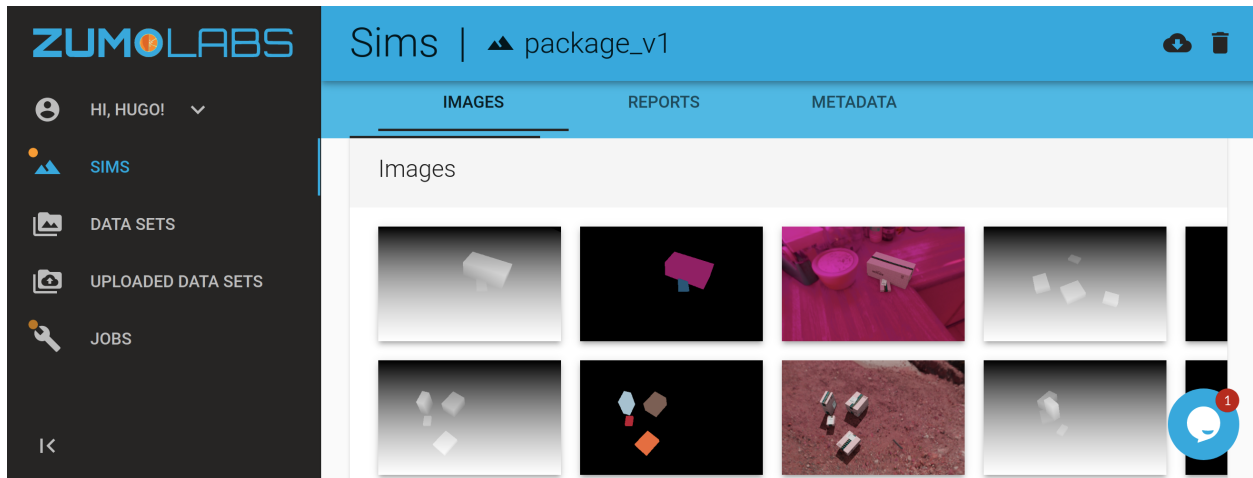 ZUMOLABS
HI, HUGO!
SIMS
DATA SETS
UPLOADED DATA SETS
JOBS
Sims | package_v1
IMAGES REPORTS METADATA
Images
1